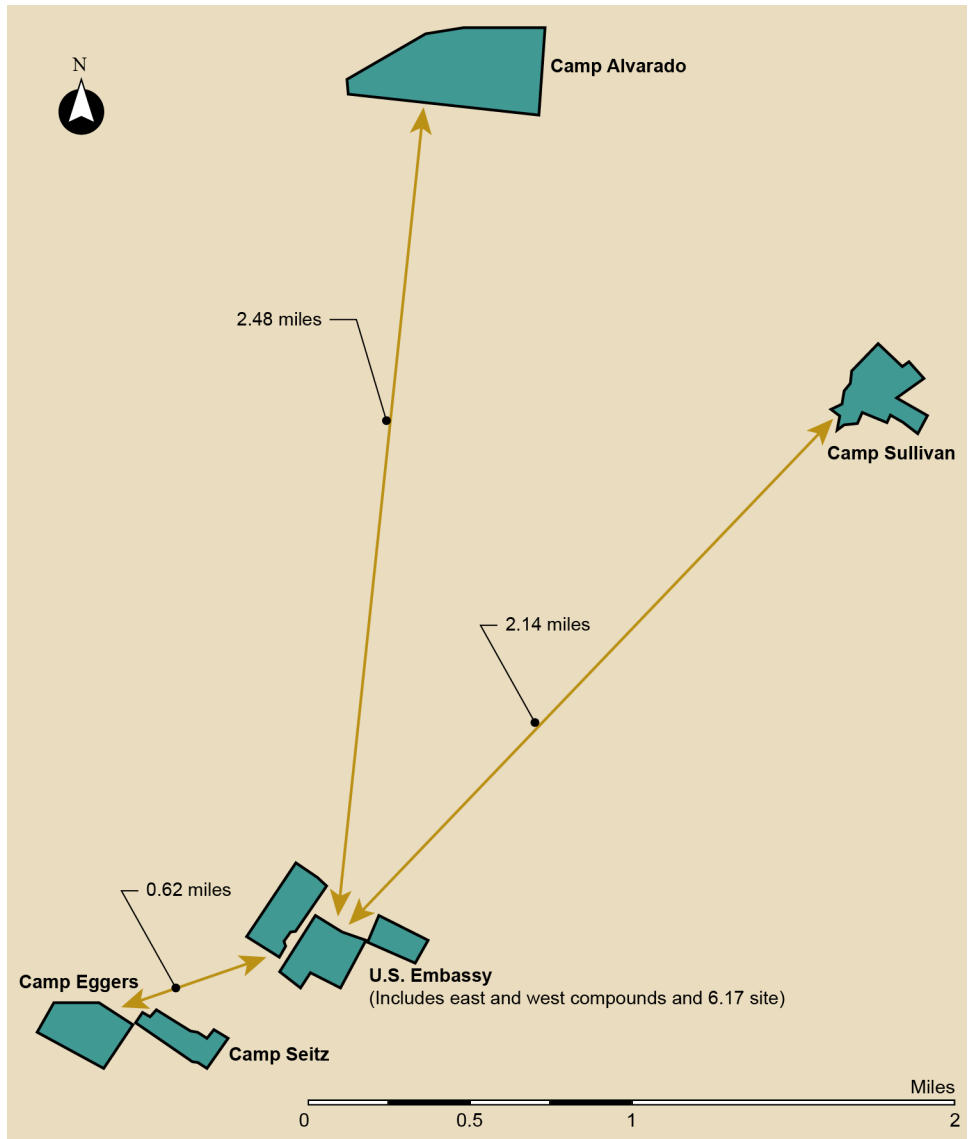 N
Camp Alvarado
2.48 miles
Camp Sullivan
2.14 miles
0.62 miles
Camp Eggers
U.S. Embassy
(Includes east and west compounds and 6.17 site)
Camp Seitz
Miles
0 0.5 1 2